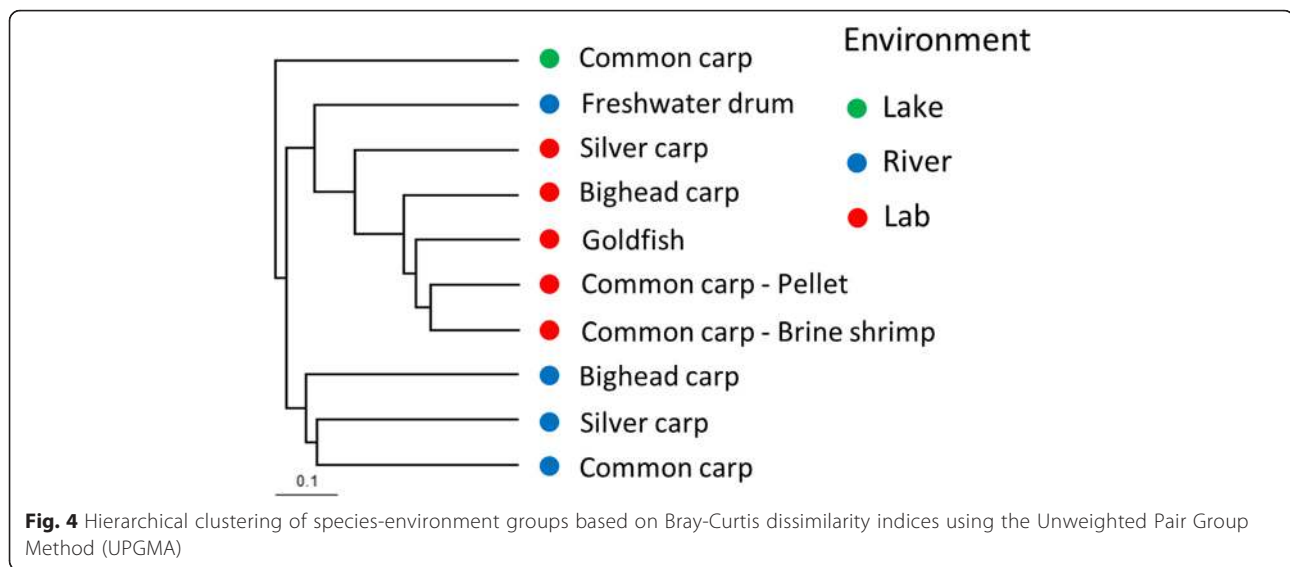 Common carp
Freshwater drum
Silver carp
Bighead carp
Goldfish
Common carp - Pellet
Common carp - Brine shrimp
Bighead carp
Silver carp
Common carp
Environment
Lake
River
Lab
0.1
Fig. 4 Hierarchical clustering of species-environment groups based on Bray-Curtis dissimilarity indices using the Unweighted Pair Group
Method (UPGMA)